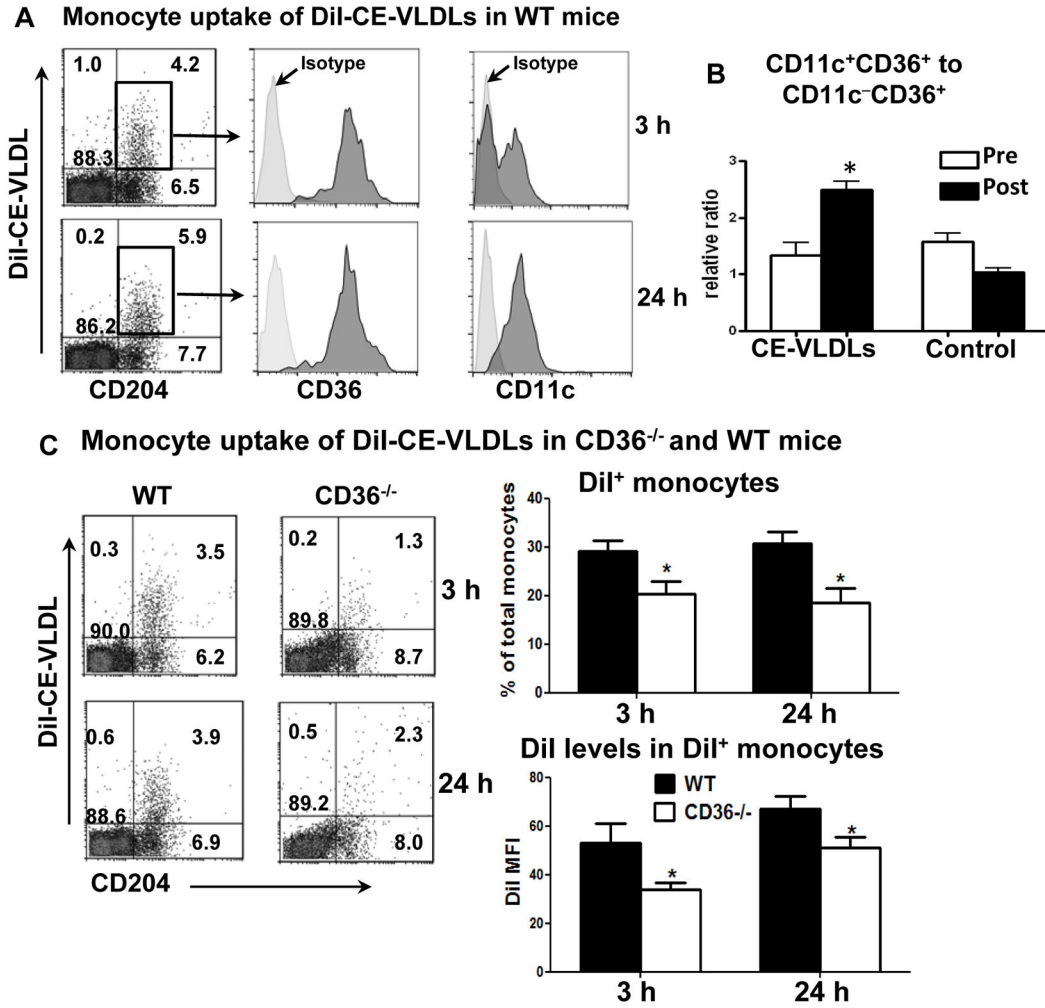 A Monocyte uptake of DiI-CE-VLDLs in WT mice
DiI-CE-VLDL
1.0 4.2
88.3
6.5
Isotype
Isotype
3 h
0.2 5.9
86.2
7.7
24 h
CD204
CD36
CD11c
B CD11c⁺CD36⁺ to
CD11c⁻CD36⁺
relative ratio
3
2
1
0
Pre
Post
*
CE-VLDLs Control
C Monocyte uptake of DiI-CE-VLDLs in CD36⁻/⁻ and WT mice
WT CD36⁻/⁻
DiI-CE-VLDL
0.3 3.5
90.0
6.2
0.2 1.3
89.8
8.7
3 h
0.6 3.9
88.6
6.9
0.5 2.3
89.2
8.0
24 h
CD204
DiI⁺ monocytes
% of total monocytes
40
30
20
10
0
* *
3 h 24 h
DiI levels in DiI⁺ monocytes
DiI MFI
80
60
40
20
0
WT
CD36-/-
* *
3 h 24 h